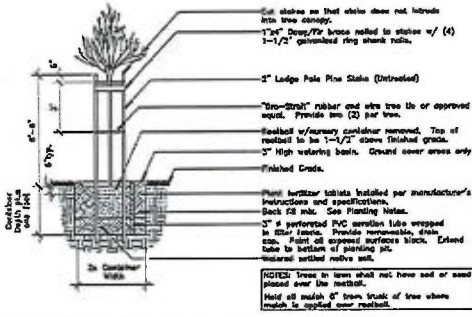 Cut stakes so that stake does not intrude
into tree canopy.
1"x4" Doug/Fir brace nailed to stakes w/ (4)
1-1/2" galvanized ring shank nails.
2" Lodge Pole Pine Stake (Untreated)
"Gro-Strait" rubber and wire tree tie or approved
equal. Provide two (2) per tree.
Rootball w/nursery container removed. Top of
rootball to be 1-1/2" above finished grade.
3" High watering basin. Ground cover areas only
Finished Grade.
Plant fertilizer tablets installed per manufacturer's
instructions and specifications.
Back fill mix. See Planting Notes.
3" ø perforated PVC aeration tube wrapped
in filter fabric. Provide removable, drain
cap. Paint all exposed surfaces black. Extend
tube to bottom of planting pit.
Watered settled native soil.
NOTES: Trees in lawn shall not have sod or seed
placed over the rootball.
Hold all mulch 6" from trunk of tree where
mulch is applied over rootball.
6"
6"typ.
Container
Depth plus
one foot
2x Container
Width